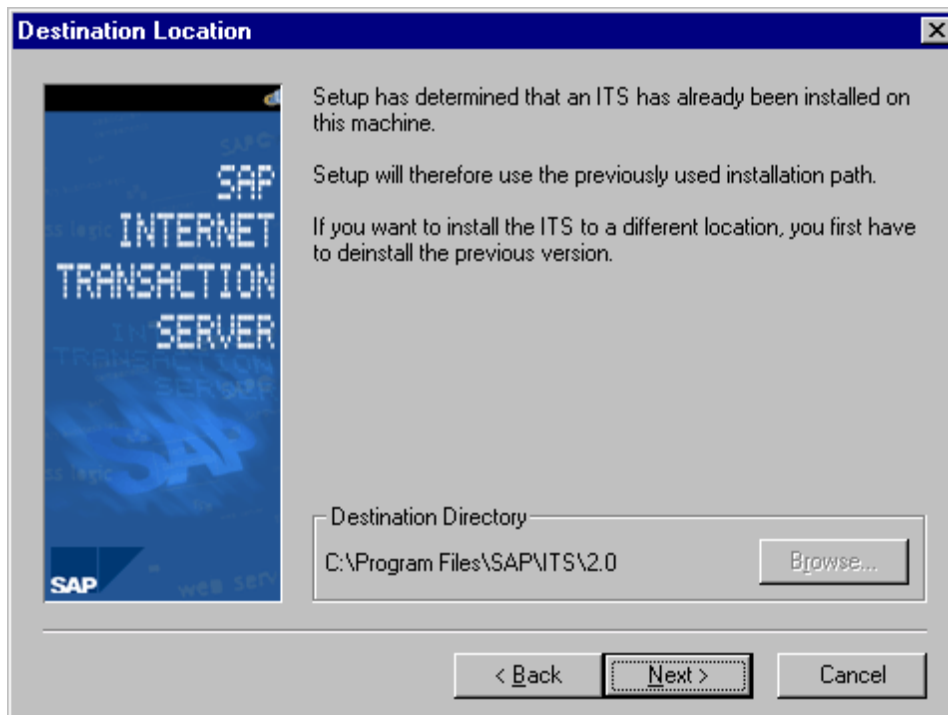 Destination Location
SAP
INTERNET
TRANSACTION
SERVER
SAP
Setup has determined that an ITS has already been installed on
this machine.
Setup will therefore use the previously used installation path.
If you want to install the ITS to a different location, you first have
to deinstall the previous version.
Destination Directory
C:\Program Files\SAP\ITS\2.0
Browse...
< Back
Next >
Cancel